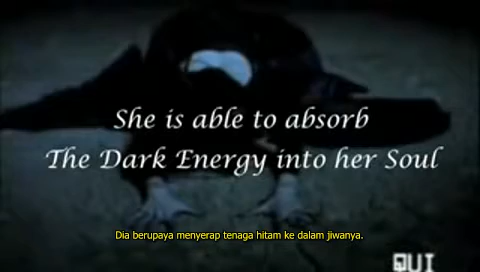 She is able to absorb
The Dark Energy into her Soul
Dia berupaya menyerap tenaga hitam ke dalam jiwanya.
QUI